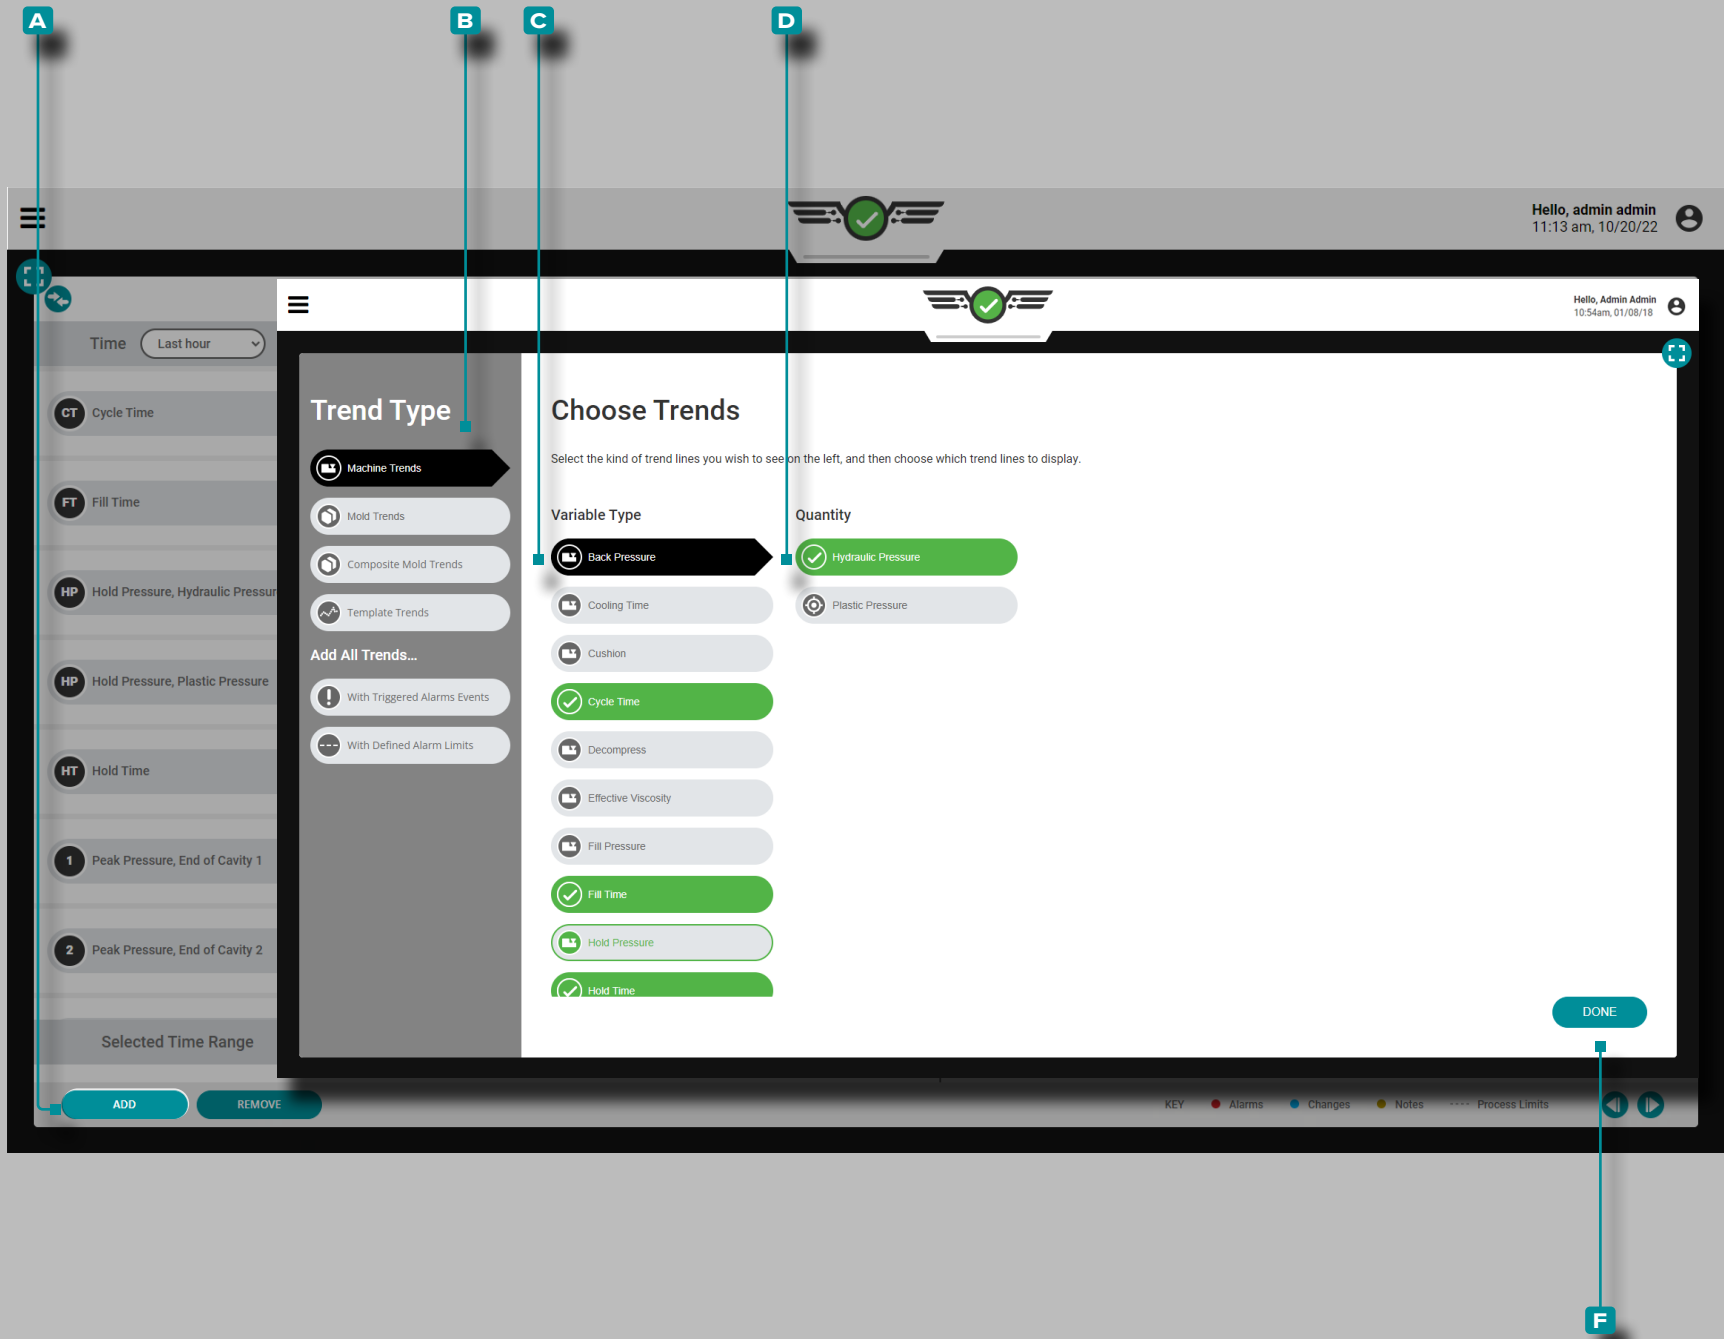 A
B
C
D
Hello, admin admin
11:13 am, 10/20/22
Hello, Admin Admin
10:54am, 01/08/18
Time
Last hour
CT Cycle Time
FT Fill Time
HP Hold Pressure, Hydraulic Pressur
HP Hold Pressure, Plastic Pressure
HT Hold Time
1 Peak Pressure, End of Cavity 1
2 Peak Pressure, End of Cavity 2
Selected Time Range
Trend Type
Machine Trends
Mold Trends
Composite Mold Trends
Template Trends
Add All Trends...
With Triggered Alarms Events
With Defined Alarm Limits
Choose Trends
Select the kind of trend lines you wish to see on the left, and then choose which trend lines to display.
Variable Type
Back Pressure
Cooling Time
Cushion
Cycle Time
Decompress
Effective Viscosity
Fill Pressure
Fill Time
Hold Pressure
Hold Time
Quantity
Hydraulic Pressure
Plastic Pressure
DONE
ADD
REMOVE
KEY
Alarms
Changes
Notes
Process Limits
F